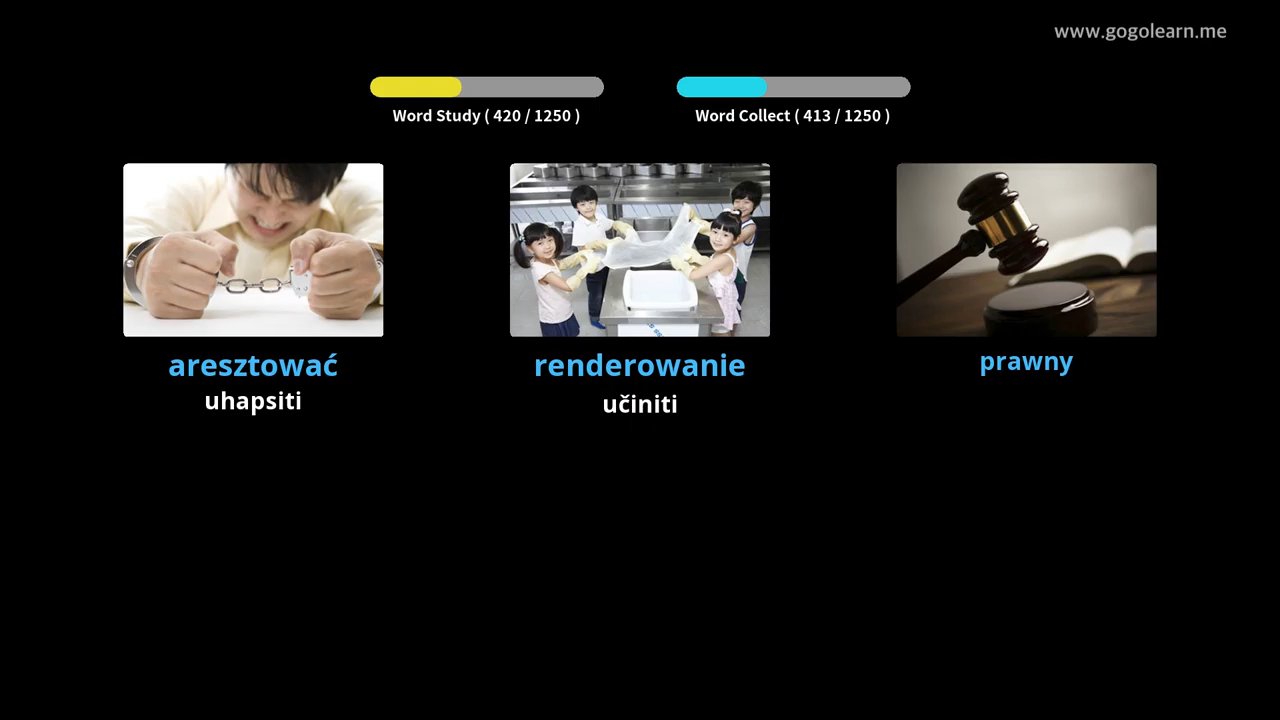 www.gogolearn.me
Word Study ( 420 / 1250 )
Word Collect ( 413 / 1250 )
aresztować
renderowanie
prawny
uhapsiti
učiniti